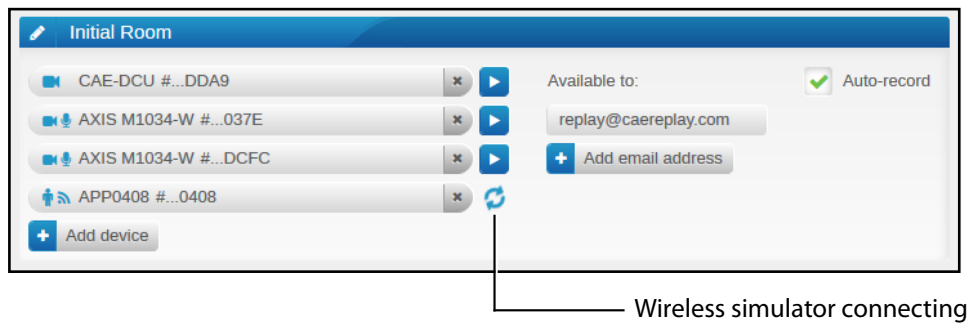 Initial Room
CAE-DCU #...DDA9
Available to:
Auto-record
AXIS M1034-W #...037E
replay@caereplay.com
AXIS M1034-W #...DCFC
Add email address
APP0408 #...0408
Add device
Wireless simulator connecting